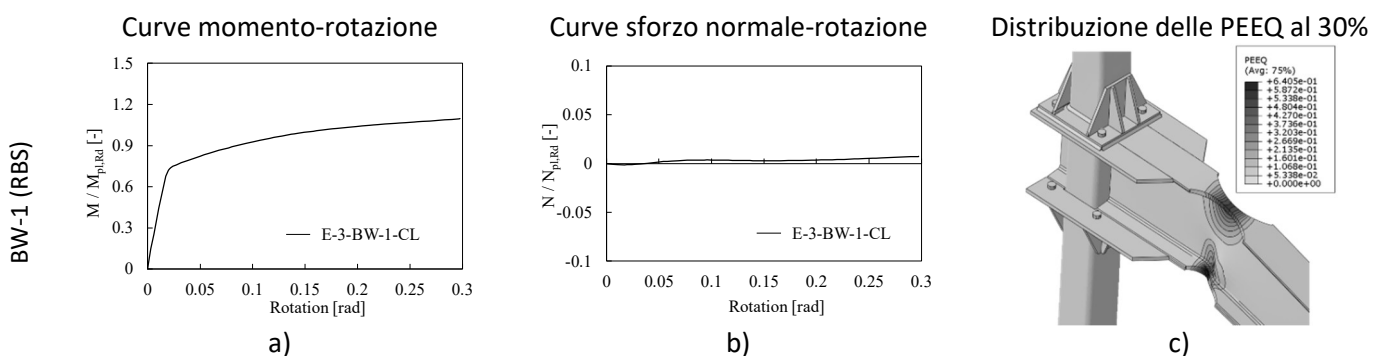 Curve momento-rotazione
Curve sforzo normale-rotazione
Distribuzione delle PEEQ al 30%
BW-1 (RBS)
M / Mpl,Rd [-]
1.5
1.2
0.9
0.6
0.3
0
E-3-BW-1-CL
0 0.05 0.1 0.15 0.2 0.25 0.3
Rotation [rad]
a)
N / Npl,Rd [-]
0.1
0.05
0
-0.05
-0.1
E-3-BW-1-CL
0 0.05 0.1 0.15 0.2 0.25 0.3
Rotation [rad]
b)
PEEQ
(Avg: 75%)
+6.405e-01
+5.872e-01
+5.338e-01
+4.804e-01
+4.270e-01
+3.736e-01
+3.203e-01
+2.669e-01
+2.135e-01
+1.601e-01
+1.068e-01
+5.338e-02
+0.000e+00
c)